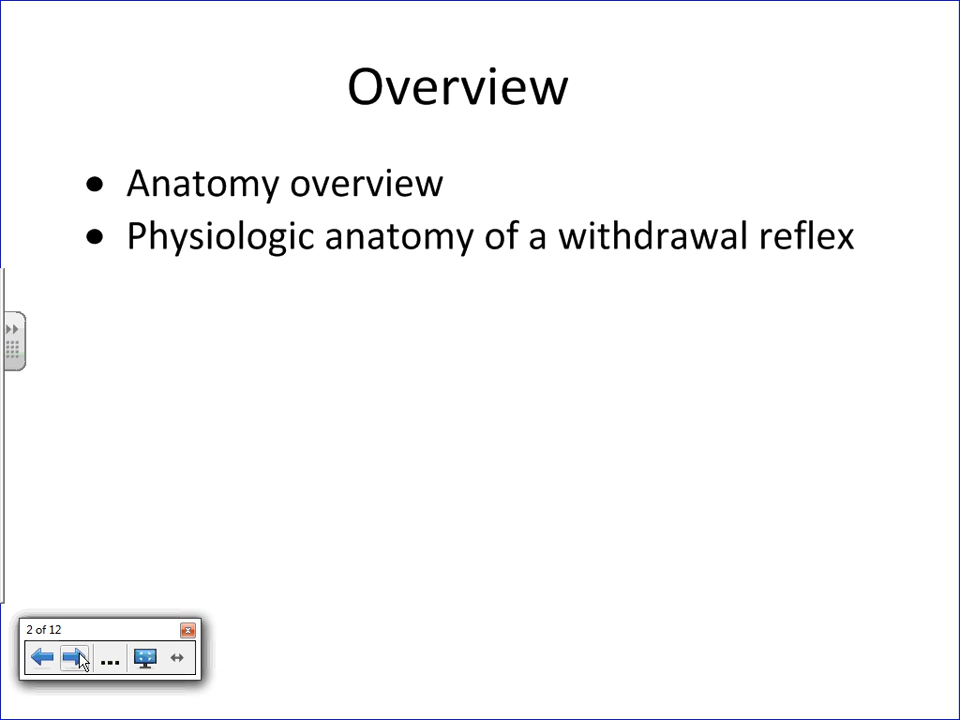 Overview
• Anatomy overview
• Physiologic anatomy of a withdrawal reflex
2 of 12